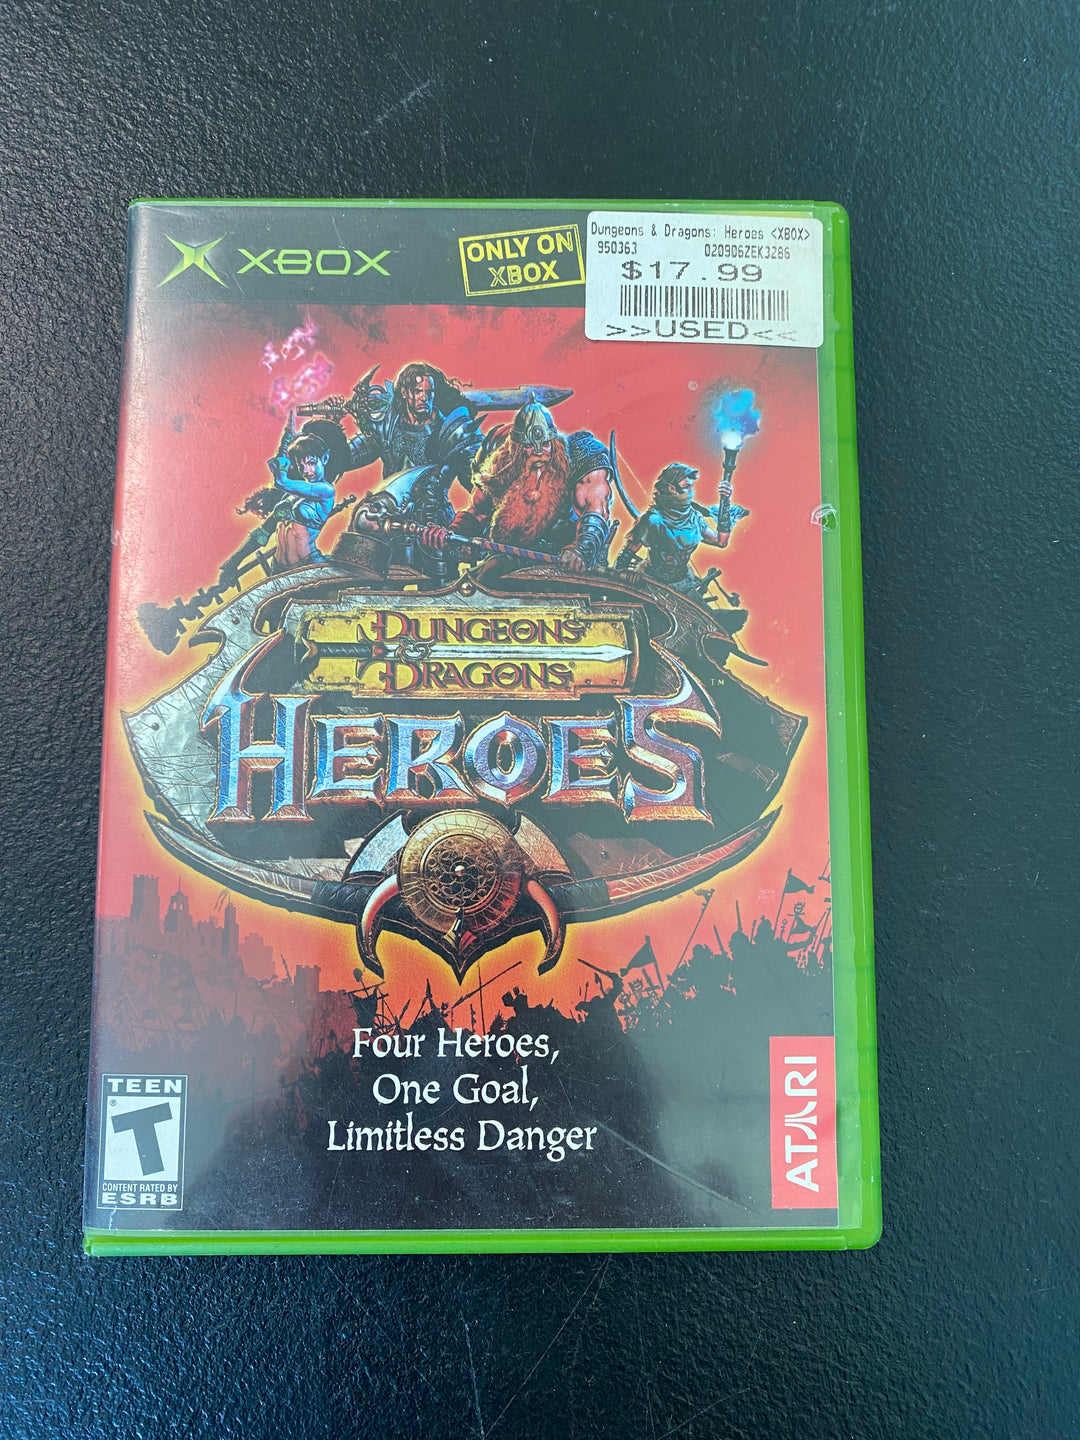 XBOX
ONLY ON
XBOX
Dungeons & Dragons: Heroes <XBOX>
950363 020906ZEK3286
$17.99
>>USED<<
DUNGEONS
&
DRAGONS®
HEROES™
Four Heroes,
One Goal,
Limitless Danger
TEEN
T®
CONTENT RATED BY
ESRB
ATARI